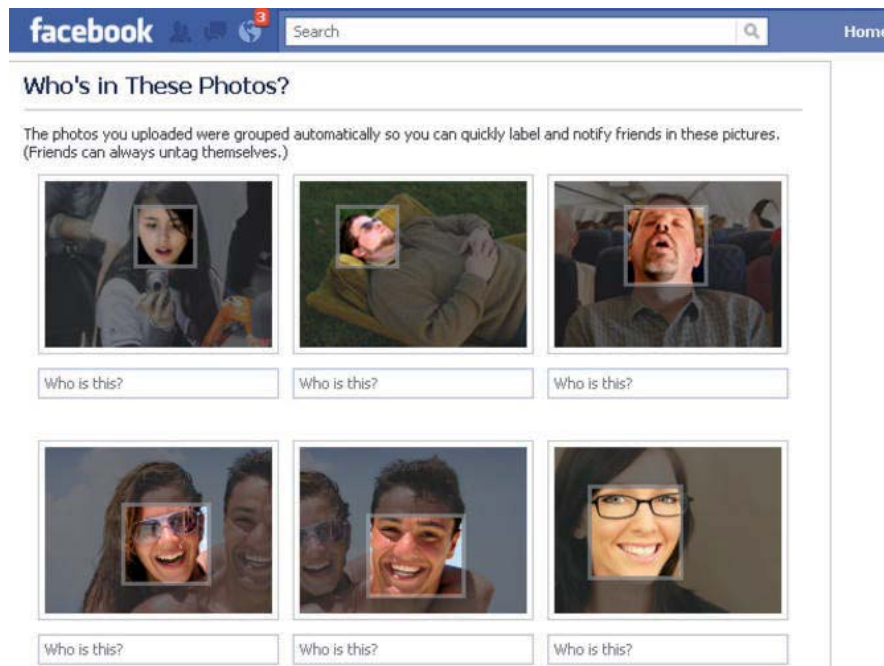 facebook 3 Search Home
Who's in These Photos?
The photos you uploaded were grouped automatically so you can quickly label and notify friends in these pictures.
(Friends can always untag themselves.)
Who is this? Who is this? Who is this?
Who is this? Who is this? Who is this?